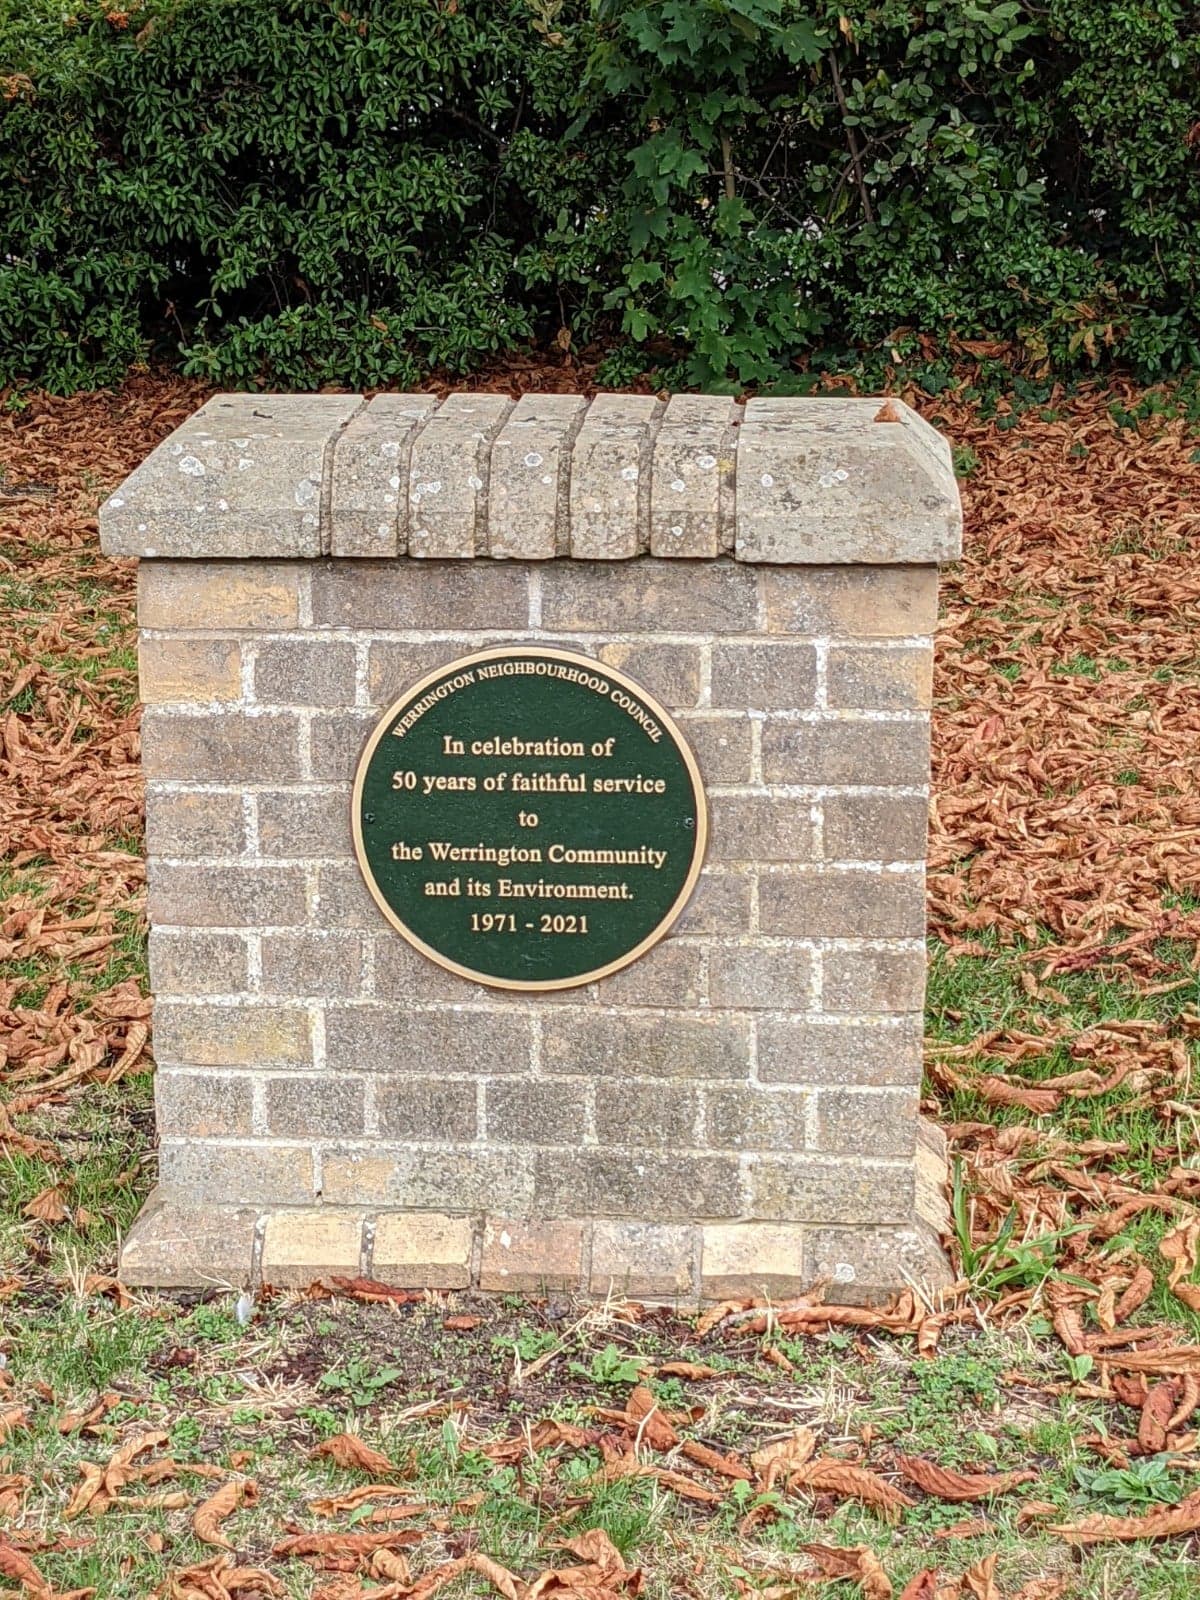 WERRINGTON NEIGHBOURHOOD COUNCIL
In celebration of
50 years of faithful service
to
the Werrington Community
and its Environment.
1971 - 2021